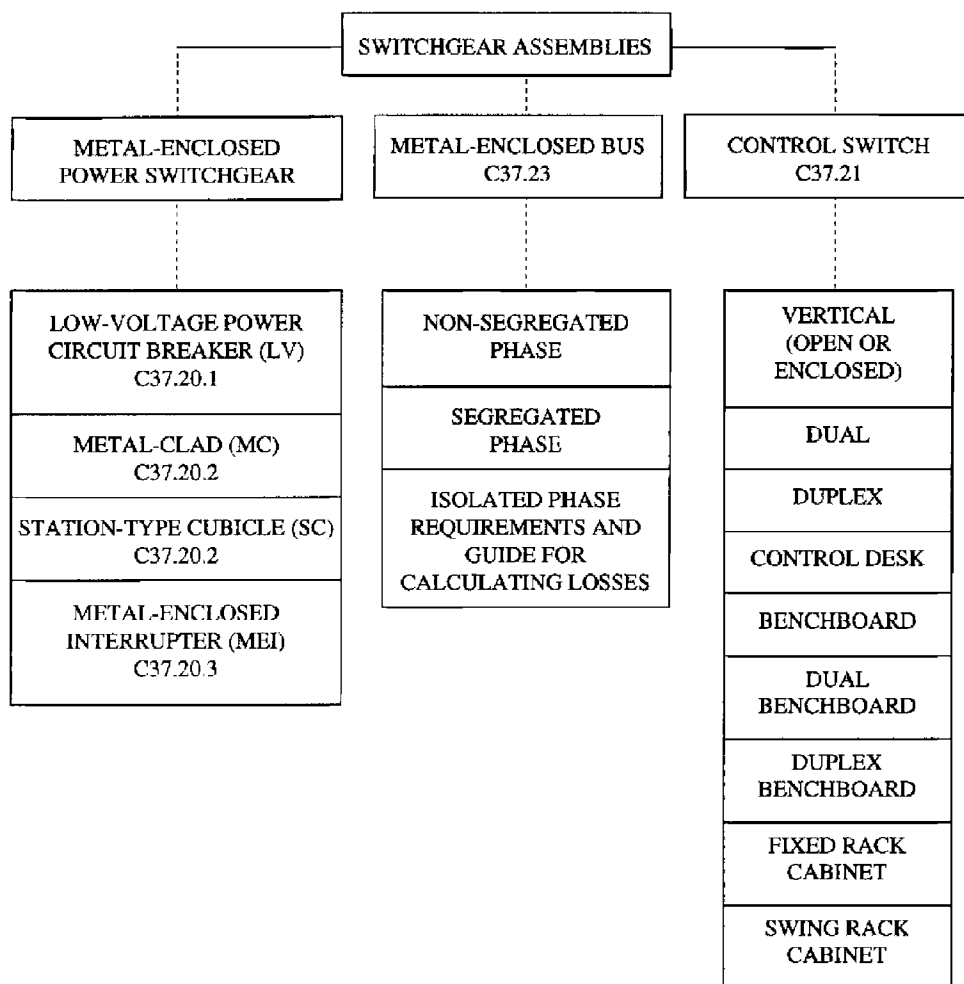 SWITCHGEAR ASSEMBLIES
METAL-ENCLOSED
POWER SWITCHGEAR
METAL-ENCLOSED BUS
C37.23
CONTROL SWITCH
C37.21
LOW-VOLTAGE POWER
CIRCUIT BREAKER (LV)
C37.20.1
METAL-CLAD (MC)
C37.20.2
STATION-TYPE CUBICLE (SC)
C37.20.2
METAL-ENCLOSED
INTERRUPTER (MEI)
C37.20.3
NON-SEGREGATED
PHASE
SEGREGATED
PHASE
ISOLATED PHASE
REQUIREMENTS AND
GUIDE FOR
CALCULATING LOSSES
VERTICAL
(OPEN OR
ENCLOSED)
DUAL
DUPLEX
CONTROL DESK
BENCHBOARD
DUAL
BENCHBOARD
DUPLEX
BENCHBOARD
FIXED RACK
CABINET
SWING RACK
CABINET